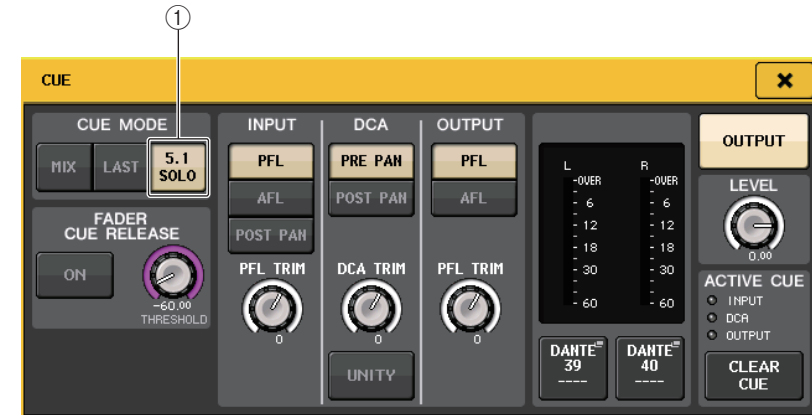 ①
CUE
CUE MODE
MIX
LAST
5.1
SOLO
FADER
CUE RELEASE
ON
-60.00
THRESHOLD
INPUT
PFL
AFL
POST PAN
PFL TRIM
0
DCA
PRE PAN
POST PAN
DCA TRIM
0
UNITY
OUTPUT
PFL
AFL
PFL TRIM
0
L R
-OVER -OVER
- 6 - 6
- 12 - 12
- 18 - 18
- 30 - 30
- 60 - 60
DANTE
39
----
DANTE
40
----
OUTPUT
LEVEL
0.00
ACTIVE CUE
INPUT
DCA
OUTPUT
CLEAR
CUE